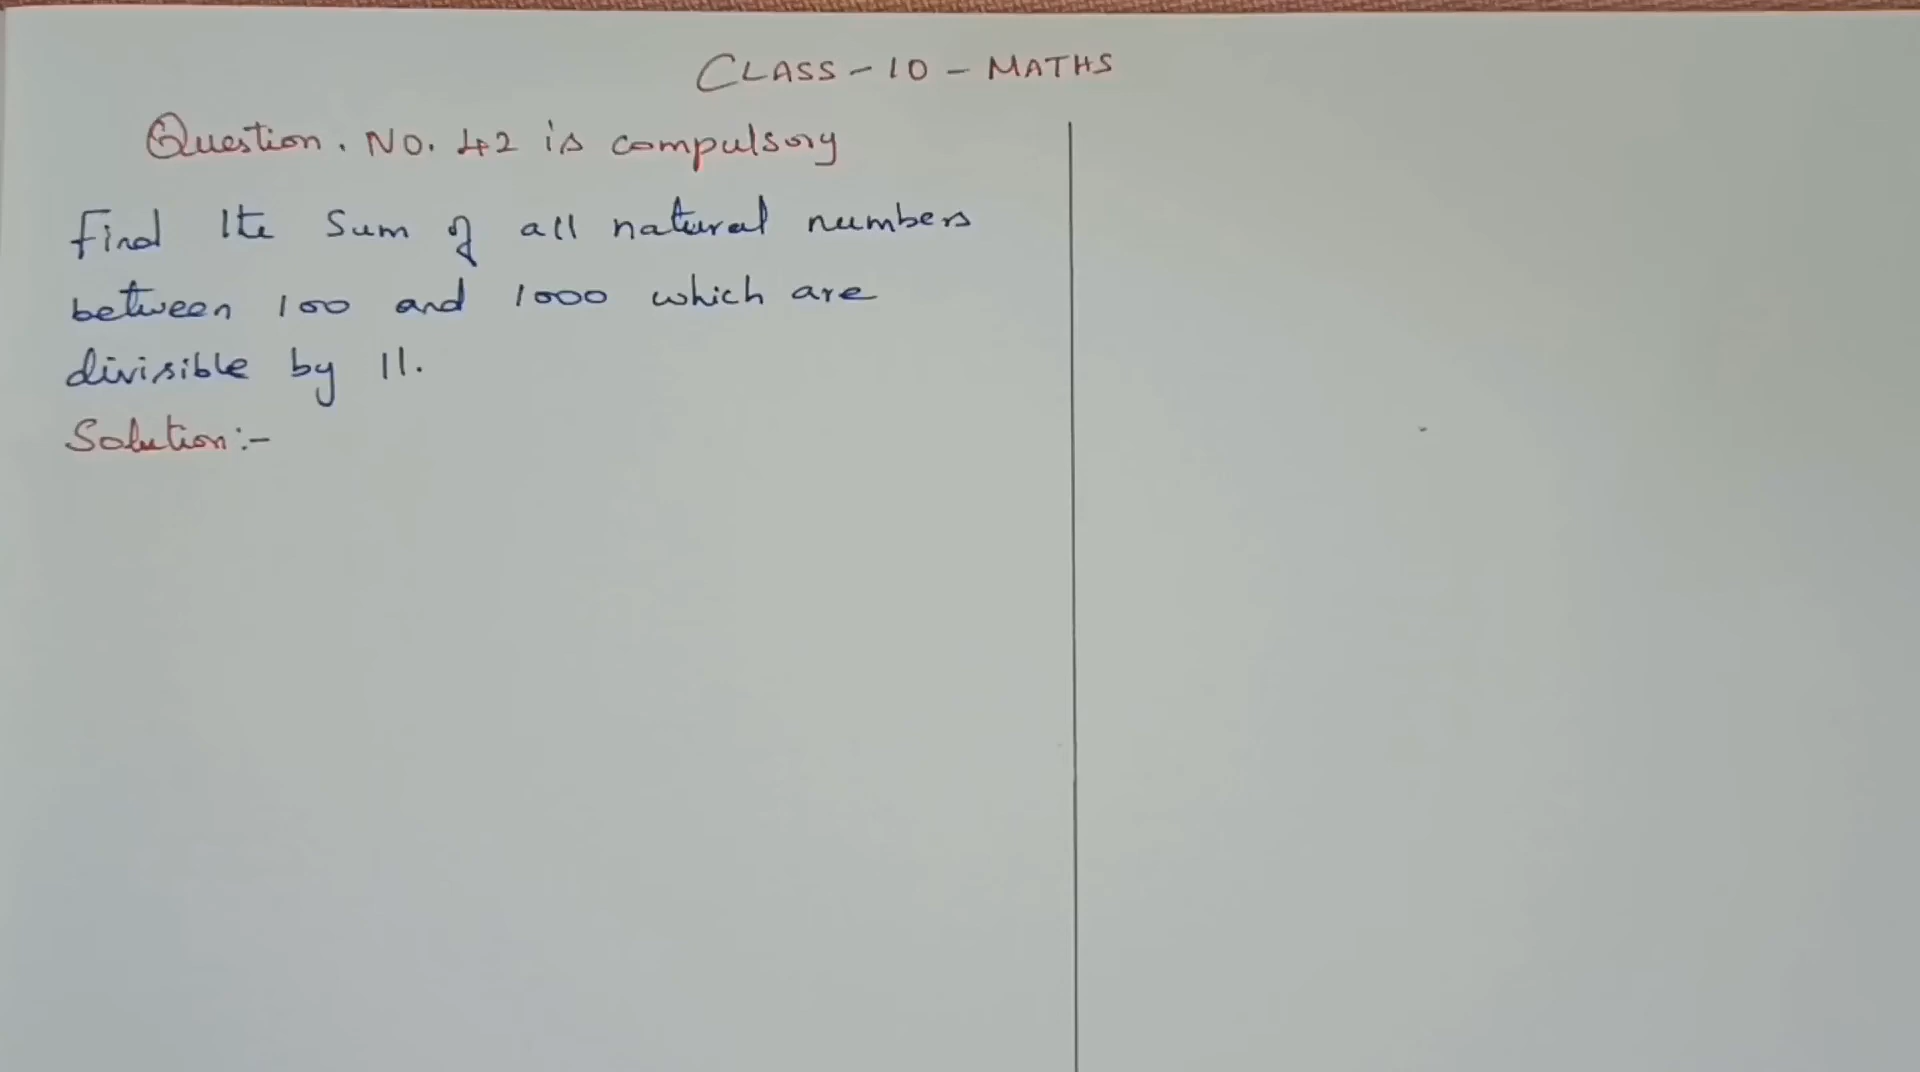 CLASS-10-MATHS
Question. NO. 42 is compulsory
Find the Sum of all natural numbers
between 100 and 1000 which are
divisible by 11.
Solution:-